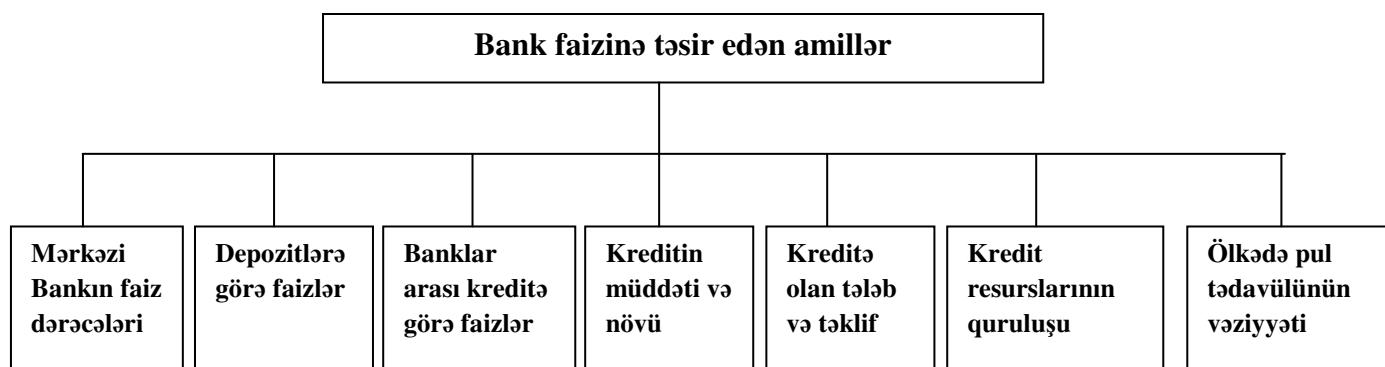 Bank faizinə təsir edən amillər
Mərkəzi
Bankın faiz
dərəcələri
Depozitlərə
görə faizlər
Banklar
arası kreditə
görə faizlər
Kreditin
müddəti və
növü
Kreditə
olan tələb
və təklif
Kredit
resurslarının
quruluşu
Ölkədə pul
tədavülünün
vəziyyəti